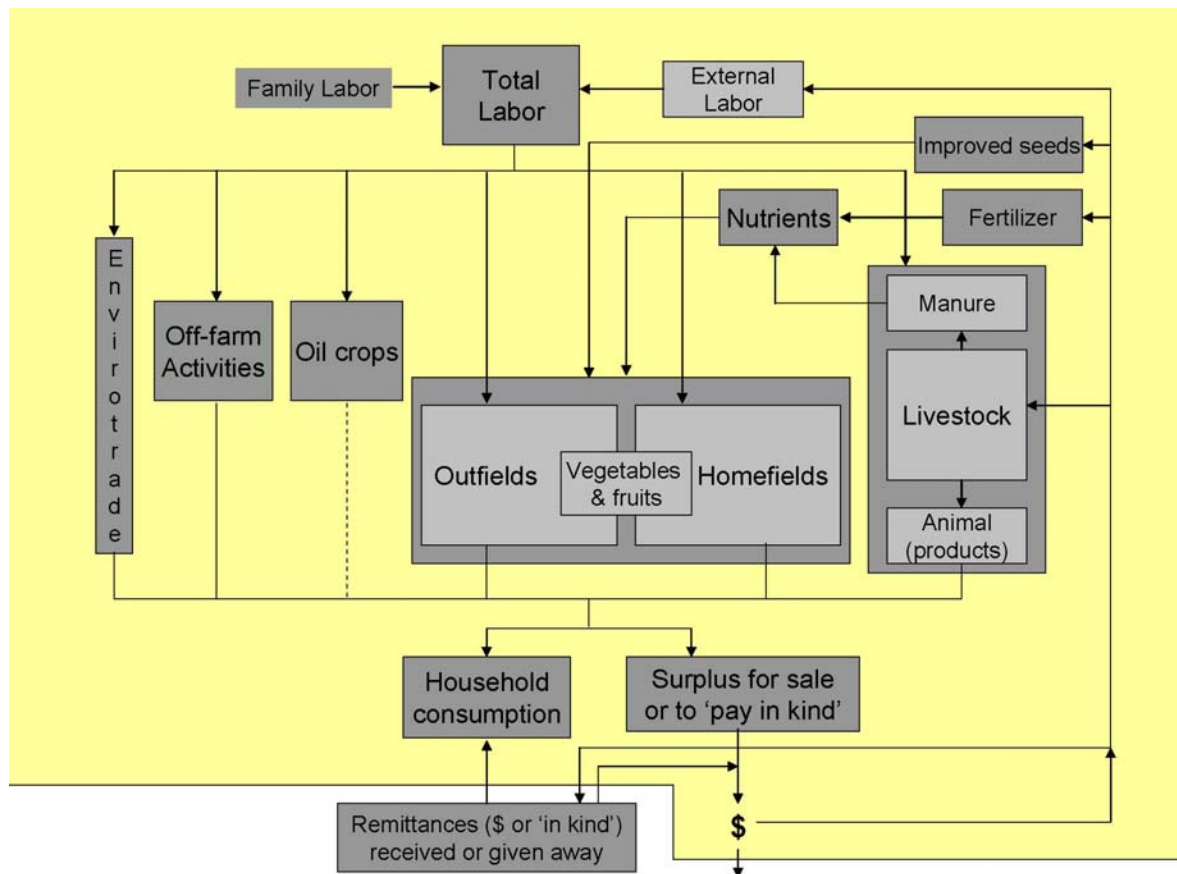 Family Labor
Total
Labor
External
Labor
Improved seeds
Nutrients
Fertilizer
Envirotrade
Off-farm
Activities
Oil crops
Manure
Livestock
Animal
(products)
Outfields
Vegetables
& fruits
Homefields
Household
consumption
Surplus for sale
or to ‘pay in kind’
Remittances ($ or ‘in kind’)
received or given away
$